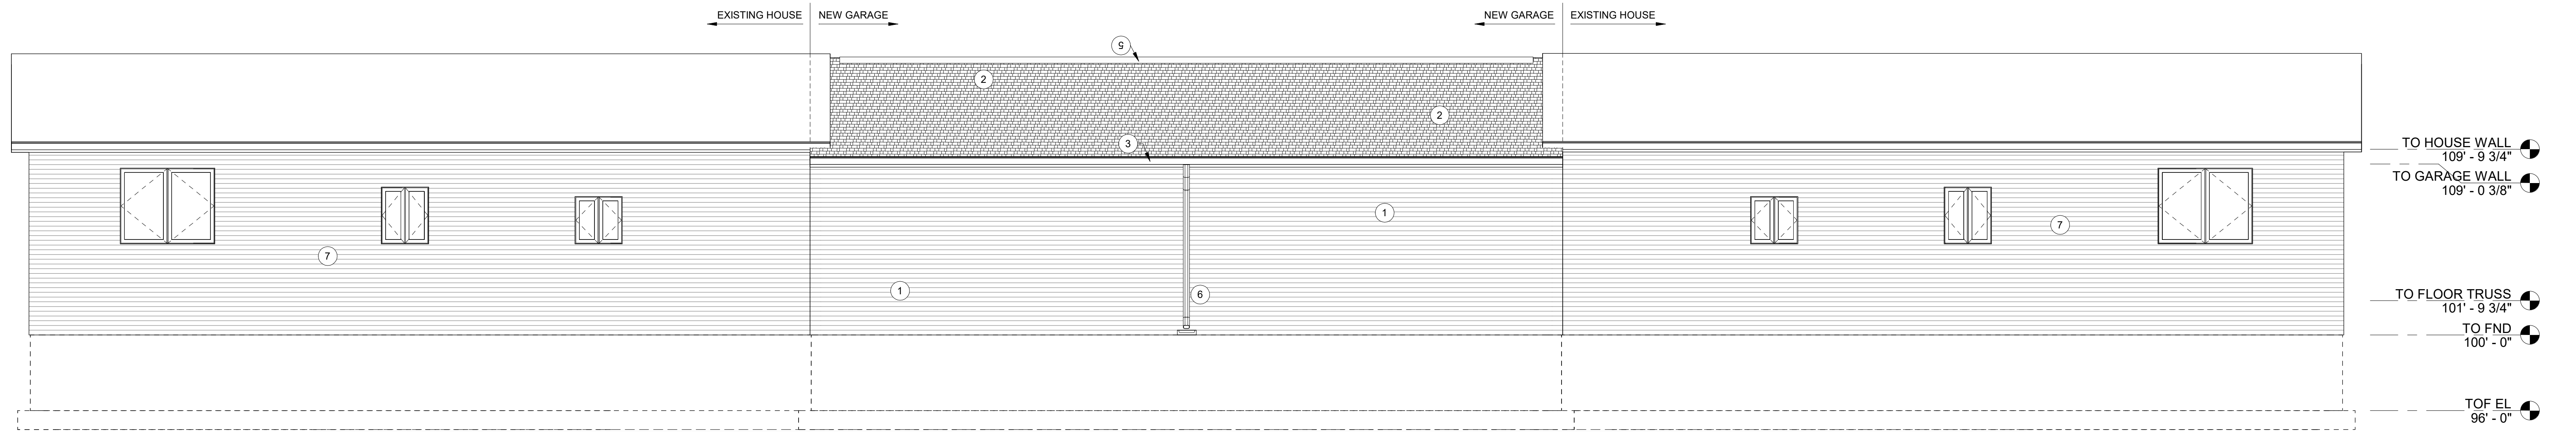 EXISTING HOUSE
NEW GARAGE
NEW GARAGE
EXISTING HOUSE
5
2
2
3
1
7
7
1
6
TO HOUSE WALL
109' - 9 3/4"
TO GARAGE WALL
109' - 0 3/8"
TO FLOOR TRUSS
101' - 9 3/4"
TO FND
100' - 0"
TOF EL
96' - 0"